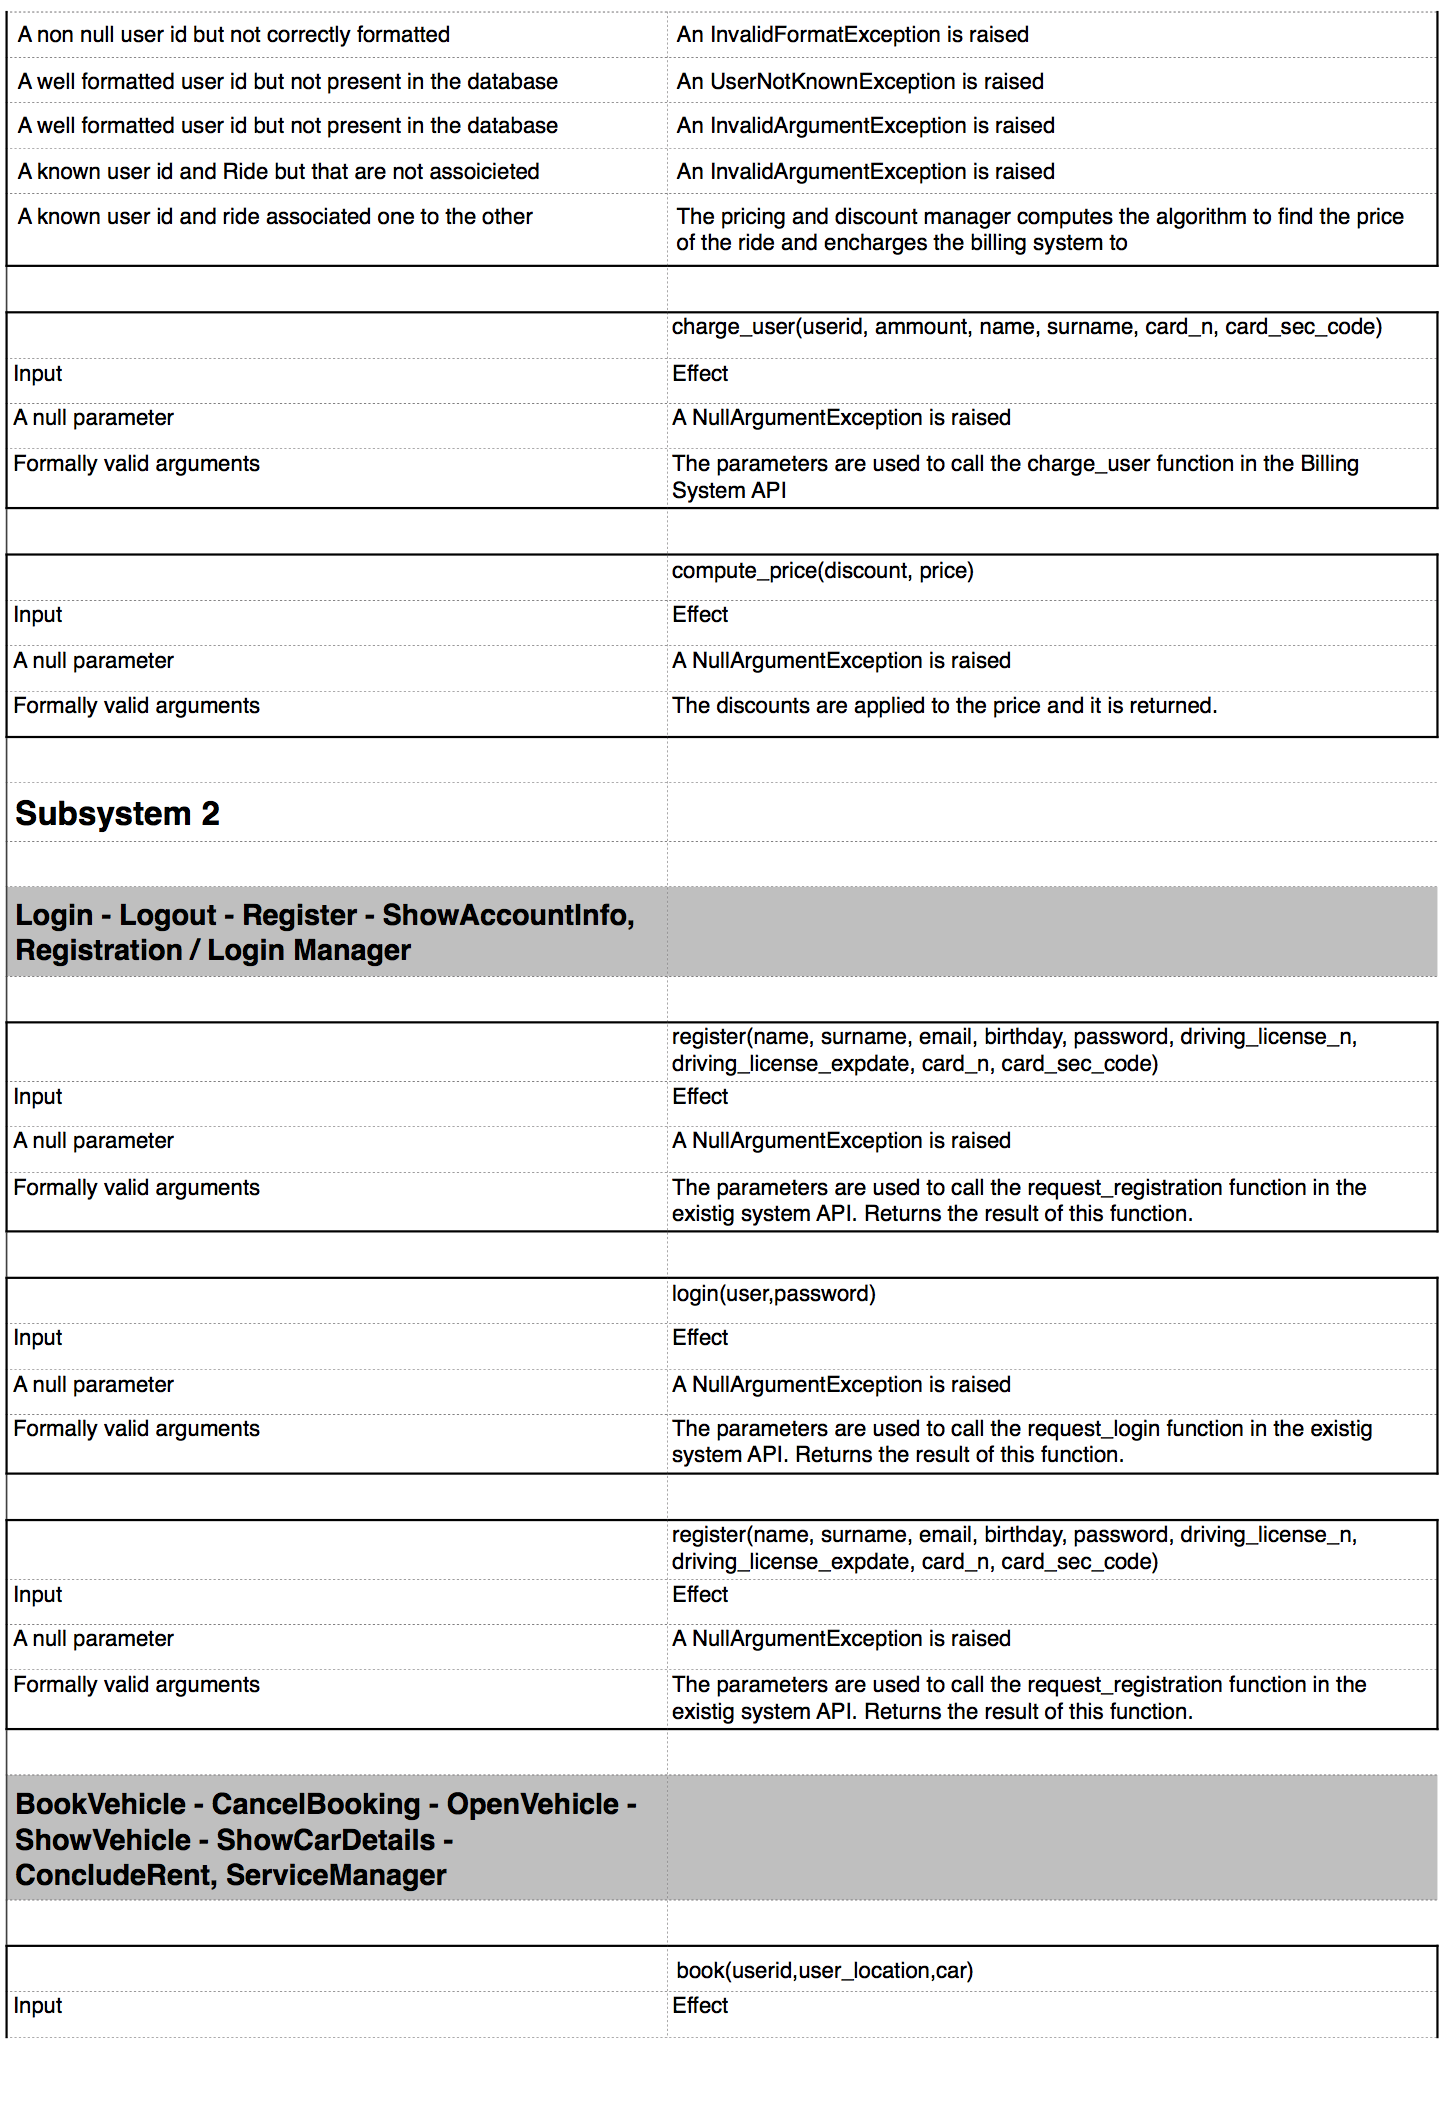 A non null user id but not correctly formatted
An InvalidFormatException is raised
A well formatted user id but not present in the database
An UserNotKnownException is raised
A well formatted user id but not present in the database
An InvalidArgumentException is raised
A known user id and Ride but that are not assoicieted
An InvalidArgumentException is raised
A known user id and ride associated one to the other
The pricing and discount manager computes the algorithm to find the price
of the ride and encharges the billing system to
charge_user(userid, ammount, name, surname, card_n, card_sec_code)
Input
Effect
A null parameter
A NullArgumentException is raised
Formally valid arguments
The parameters are used to call the charge_user function in the Billing
System API
compute_price(discount, price)
Input
Effect
A null parameter
A NullArgumentException is raised
Formally valid arguments
The discounts are applied to the price and it is returned.
Subsystem 2
Login - Logout - Register - ShowAccountInfo,
Registration / Login Manager
register(name, surname, email, birthday, password, driving_license_n,
driving_license_expdate, card_n, card_sec_code)
Input
Effect
A null parameter
A NullArgumentException is raised
Formally valid arguments
The parameters are used to call the request_registration function in the
existig system API. Returns the result of this function.
login(user,password)
Input
Effect
A null parameter
A NullArgumentException is raised
Formally valid arguments
The parameters are used to call the request_login function in the existig
system API. Returns the result of this function.
register(name, surname, email, birthday, password, driving_license_n,
driving_license_expdate, card_n, card_sec_code)
Input
Effect
A null parameter
A NullArgumentException is raised
Formally valid arguments
The parameters are used to call the request_registration function in the
existig system API. Returns the result of this function.
BookVehicle - CancelBooking - OpenVehicle -
ShowVehicle - ShowCarDetails -
ConcludeRent, ServiceManager
book(userid,user_location,car)
Input
Effect